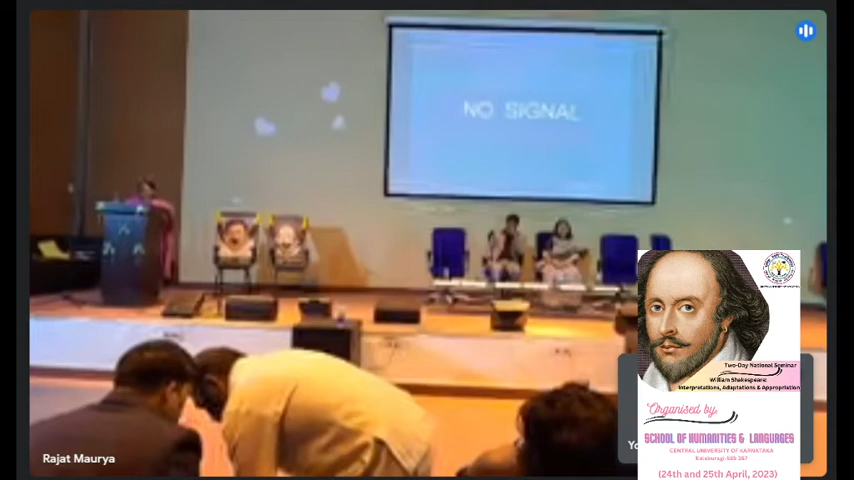 NO SIGNAL
Two-Day National Seminar
William Shakespeare:
Interpretations, Adaptations & Appropriation
Organised by,
SCHOOL OF HUMANITIES & LANGUAGES
CENTRAL UNIVERSITY OF KARNATAKA
(24th and 25th April, 2023)
Rajat Maurya